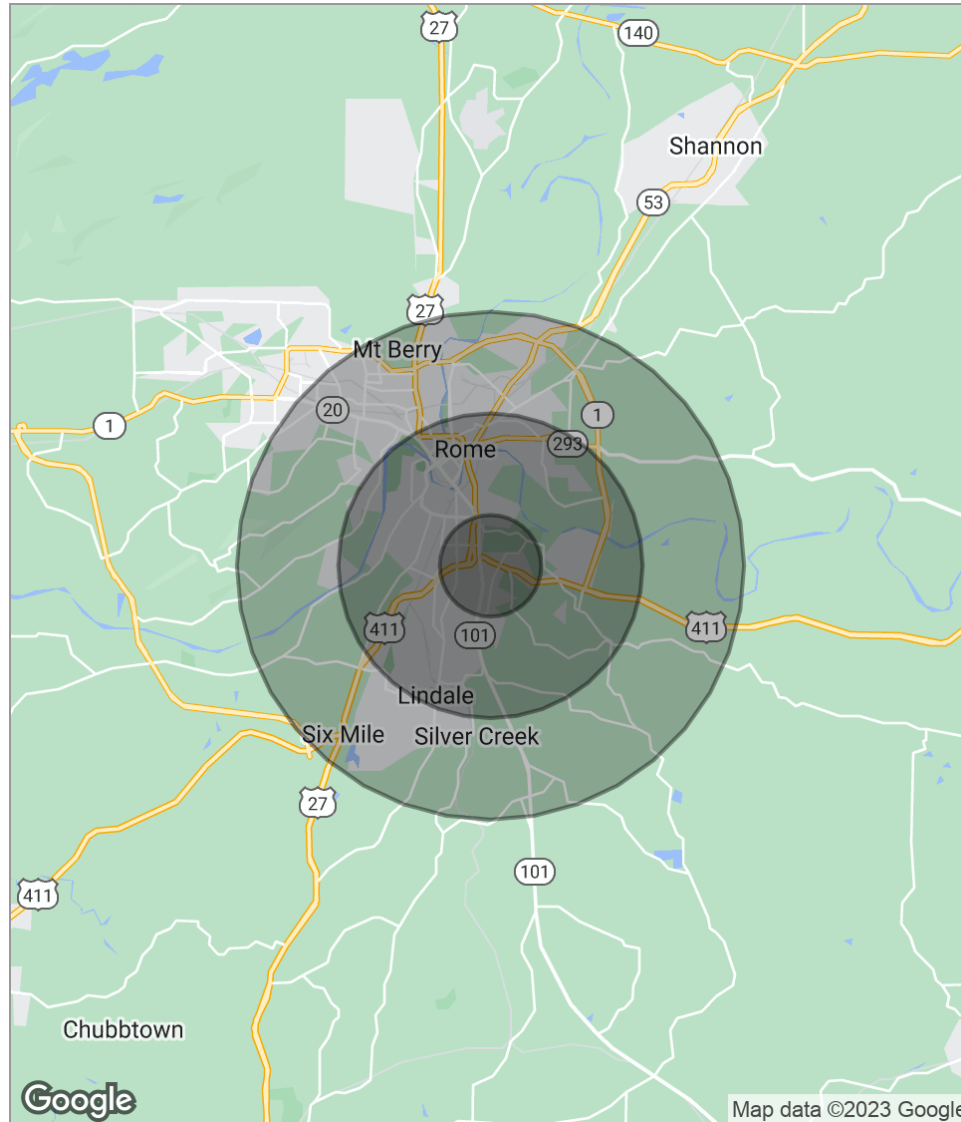 27
140
Shannon
53
27
Mt Berry
20
1
1
Rome
293
411
101
411
Lindale
Six Mile
Silver Creek
27
101
411
Chubbtown
Google
Map data ©2023 Google